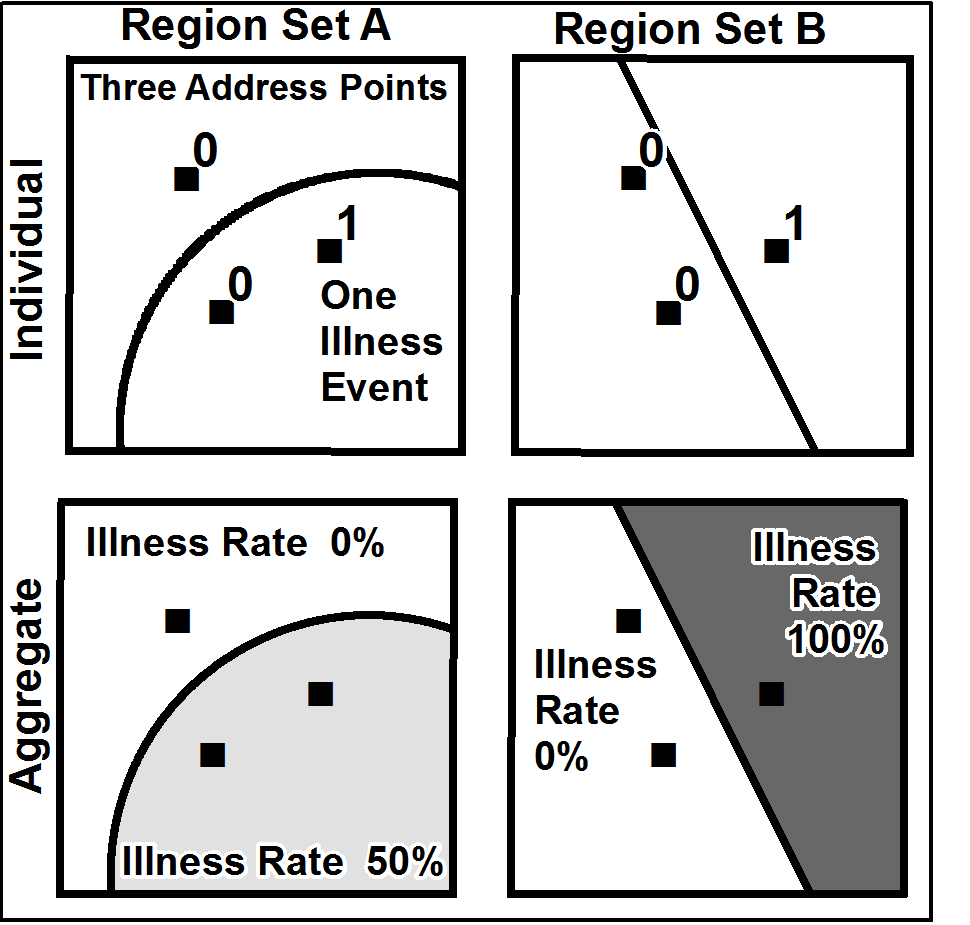 Region Set A
Region Set B
Individual
Three Address Points
0
1
0
One
Illness
Event
0
1
0
Aggregate
Illness Rate 0%
Illness Rate 50%
Illness
Rate
100%
Illness
Rate
0%